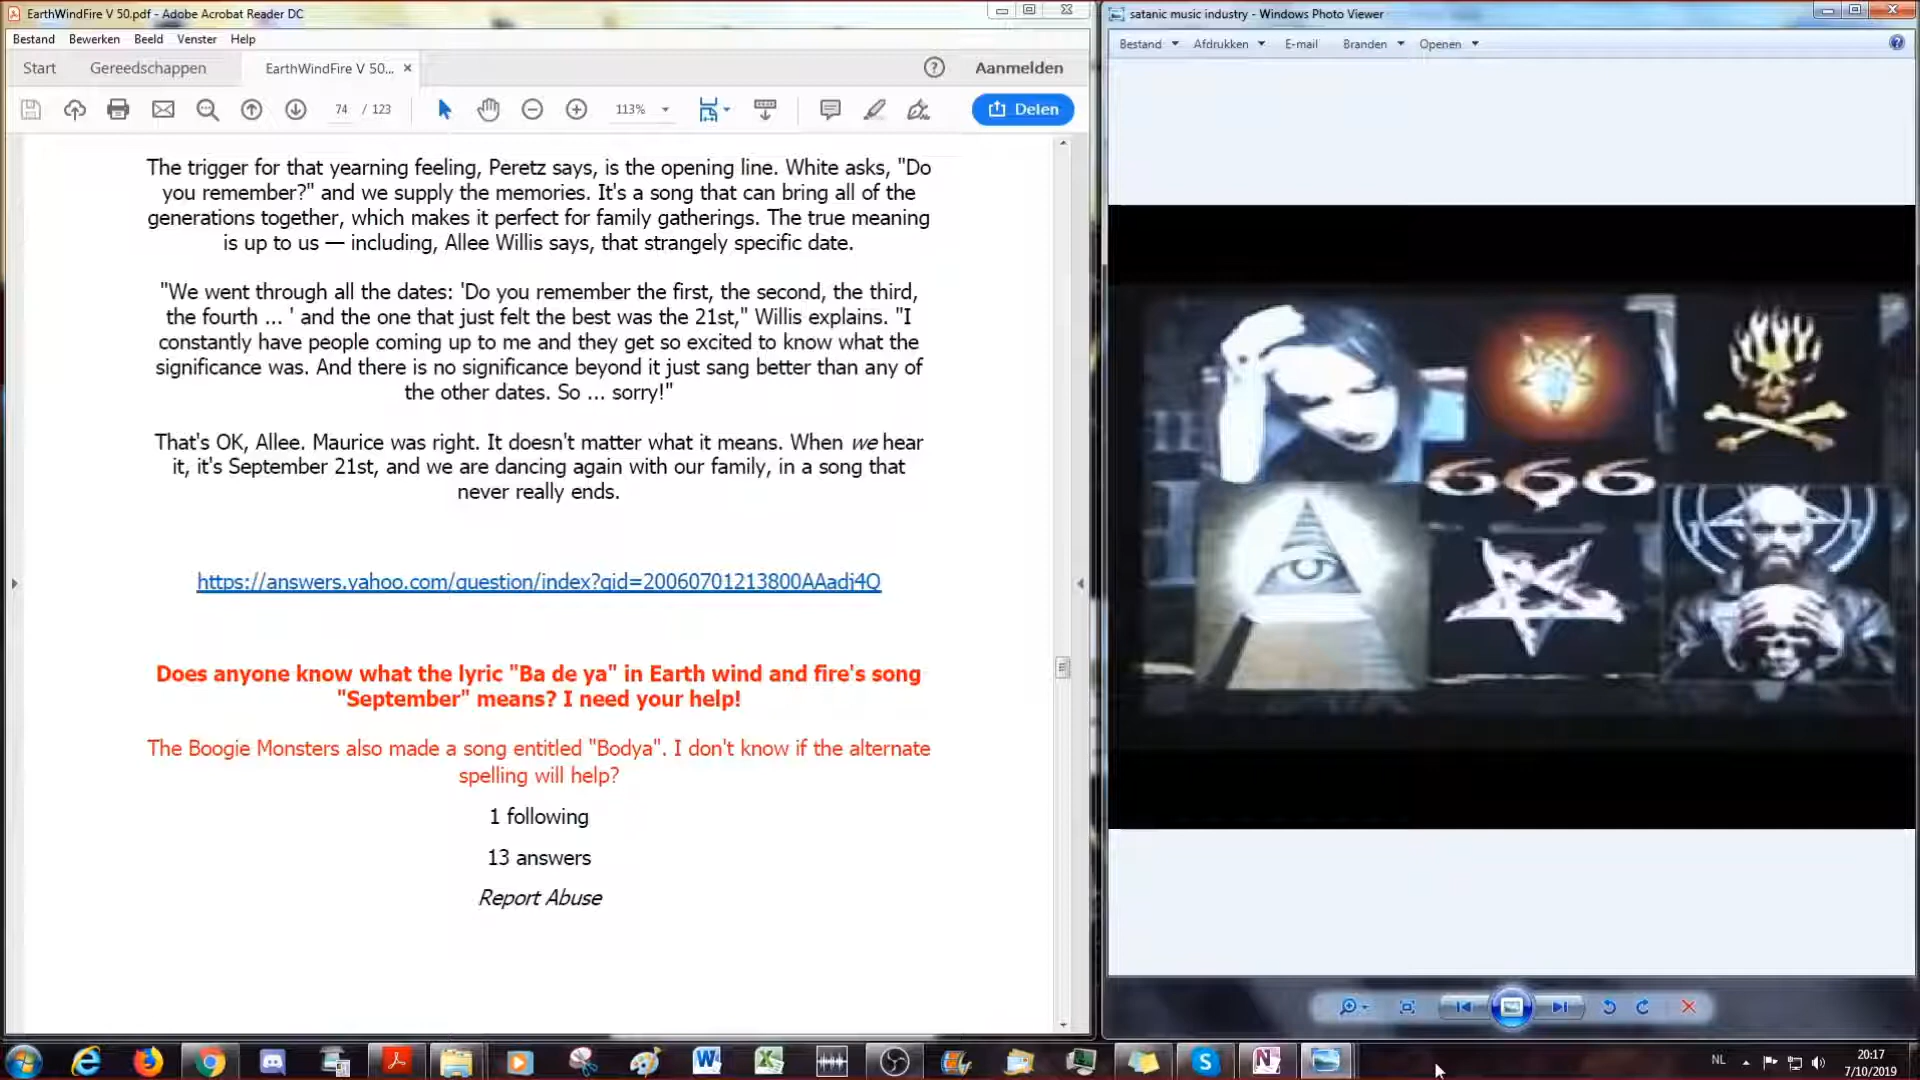 EarthWindFire V 50.pdf - Adobe Acrobat Reader DC
Bestand Bewerken Beeld Venster Help
Start Gereedschappen EarthWindFire V 50... × Aanmelden
74 / 123 113% Delen
The trigger for that yearning feeling, Peretz says, is the opening line. White asks, "Do
you remember?" and we supply the memories. It's a song that can bring all of the
generations together, which makes it perfect for family gatherings. The true meaning
is up to us — including, Allee Willis says, that strangely specific date.
"We went through all the dates: 'Do you remember the first, the second, the third,
the fourth ... ' and the one that just felt the best was the 21st," Willis explains. "I
constantly have people coming up to me and they get so excited to know what the
significance was. And there is no significance beyond it just sang better than any of
the other dates. So ... sorry!"
That's OK, Allee. Maurice was right. It doesn't matter what it means. When we hear
it, it's September 21st, and we are dancing again with our family, in a song that
never really ends.
https://answers.yahoo.com/question/index?qid=20060701213800AAadj4Q
Does anyone know what the lyric "Ba de ya" in Earth wind and fire's song
"September" means? I need your help!
The Boogie Monsters also made a song entitled "Bodya". I don't know if the alternate
spelling will help?
1 following
13 answers
Report Abuse
satanic music industry - Windows Photo Viewer
Bestand Afdrukken E-mail Branden Openen
666
NL
20:17
7/10/2019